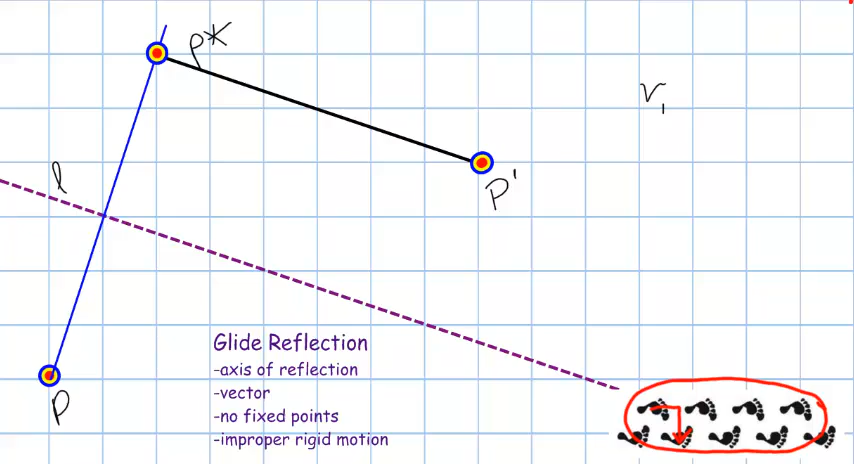 P*
V,
l
P'
Glide Reflection
-axis of reflection
-vector
-no fixed points
-improper rigid motion
P